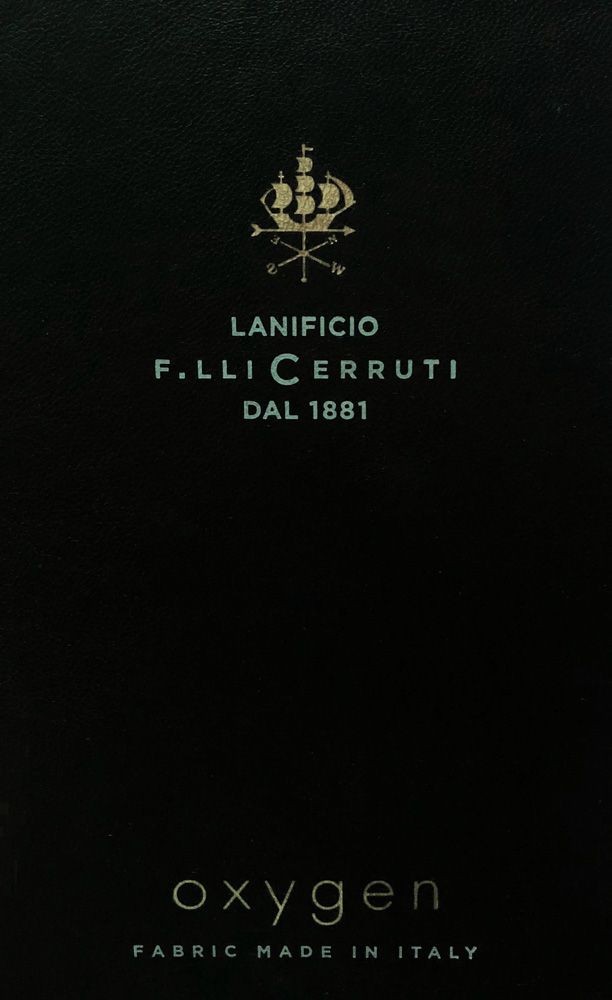 S W N
LANIFICIO
F.LLI CERRUTI
DAL 1881
oxygen
FABRIC MADE IN ITALY